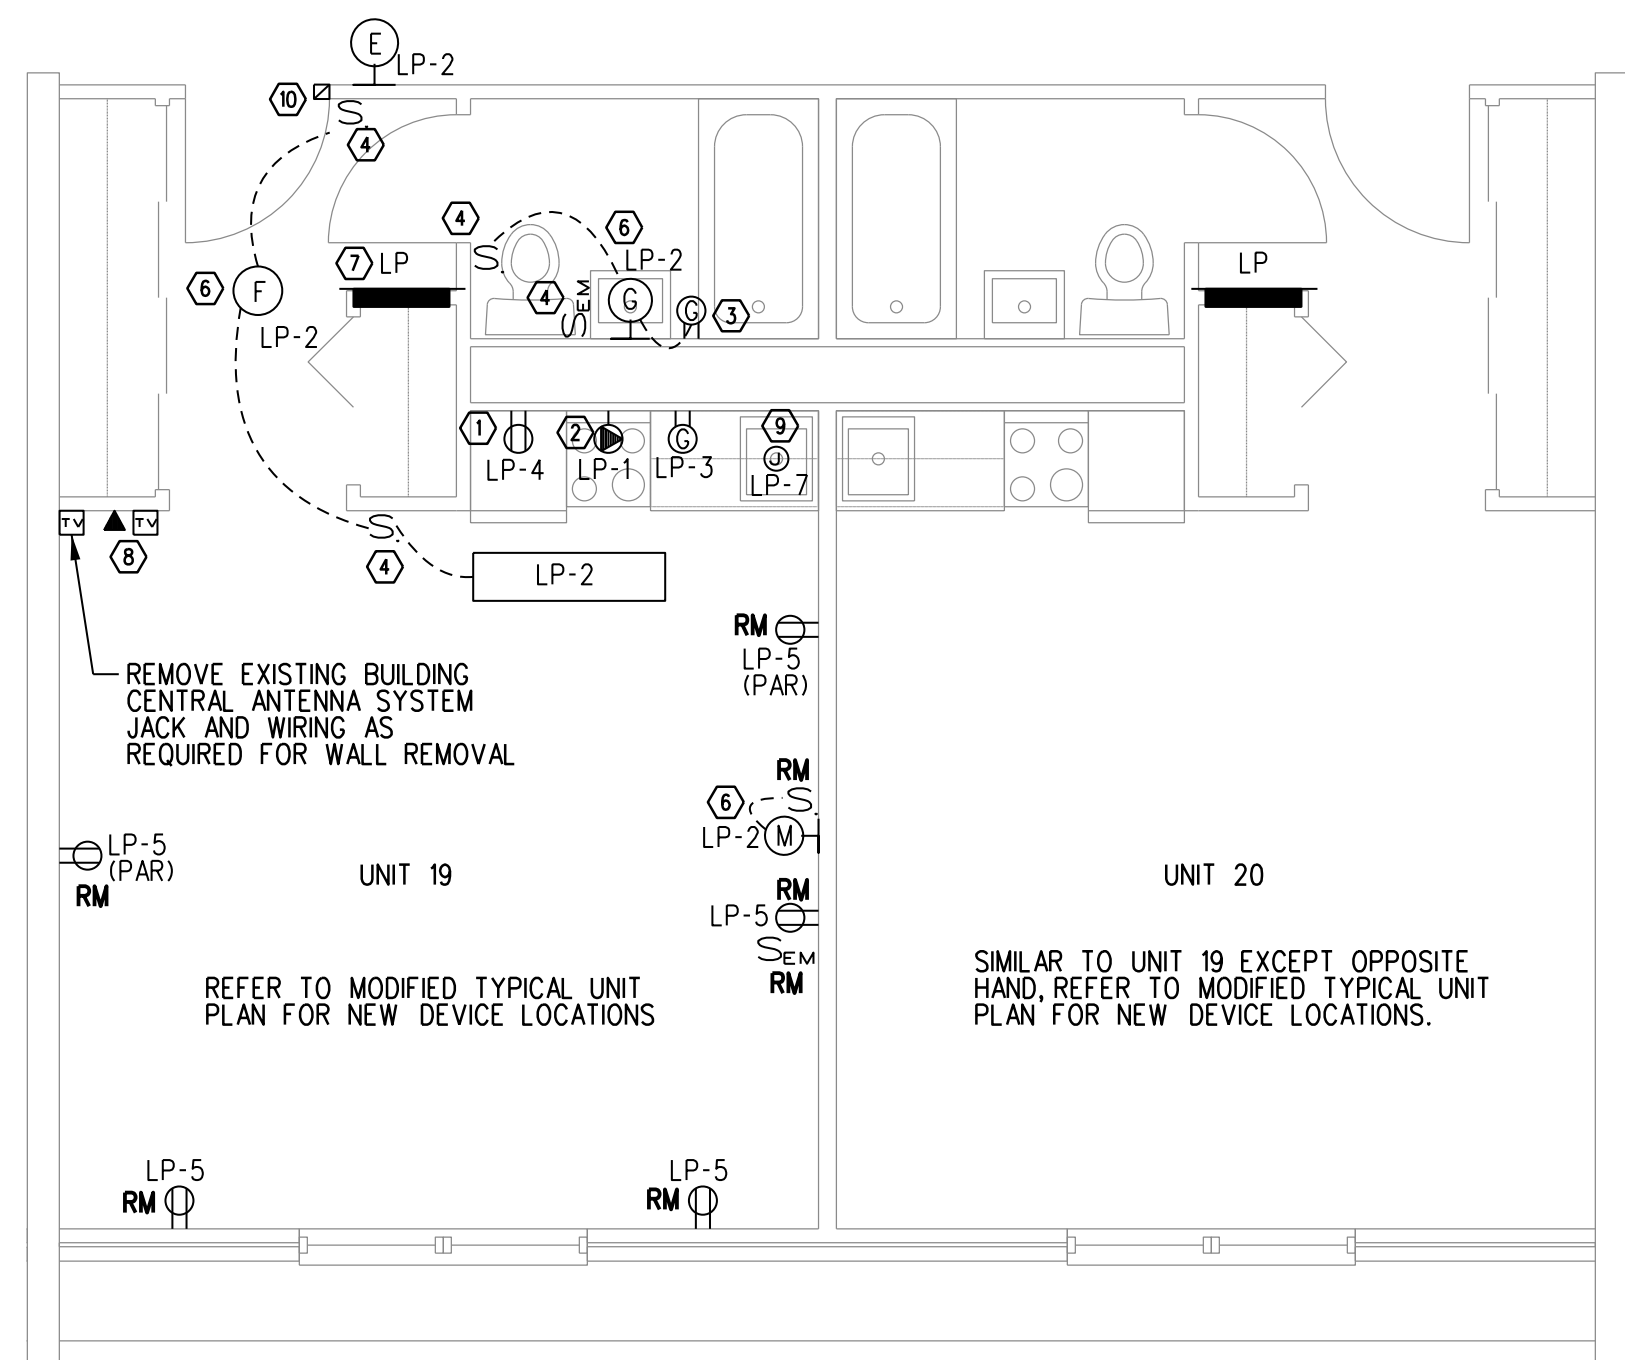 E
LP-2
10
S.
4
4
S.
6
LP-2
4
SEM
G
G
3
7
LP
LP
6
F
LP-2
1
LP-4
2
LP-1
G
LP-3
9
J
LP-7
TV
TV
8
S.
4
LP-2
RM
LP-5
(PAR)
REMOVE EXISTING BUILDING
CENTRAL ANTENNA SYSTEM
JACK AND WIRING AS
REQUIRED FOR WALL REMOVAL
RM
6
S.
LP-2
M
LP-5
(PAR)
RM
UNIT 19
RM
LP-5
SEM
RM
UNIT 20
REFER TO MODIFIED TYPICAL UNIT
PLAN FOR NEW DEVICE LOCATIONS
SIMILAR TO UNIT 19 EXCEPT OPPOSITE
HAND, REFER TO MODIFIED TYPICAL UNIT
PLAN FOR NEW DEVICE LOCATIONS.
LP-5
RM
LP-5
RM